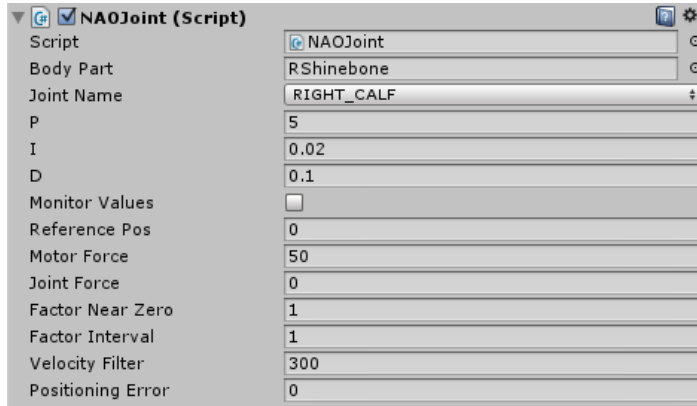 NAOJoint (Script)
Script NAOJoint
Body Part RShinebone
Joint Name RIGHT_CALF
P 5
I 0.02
D 0.1
Monitor Values
Reference Pos 0
Motor Force 50
Joint Force 0
Factor Near Zero 1
Factor Interval 1
Velocity Filter 300
Positioning Error 0